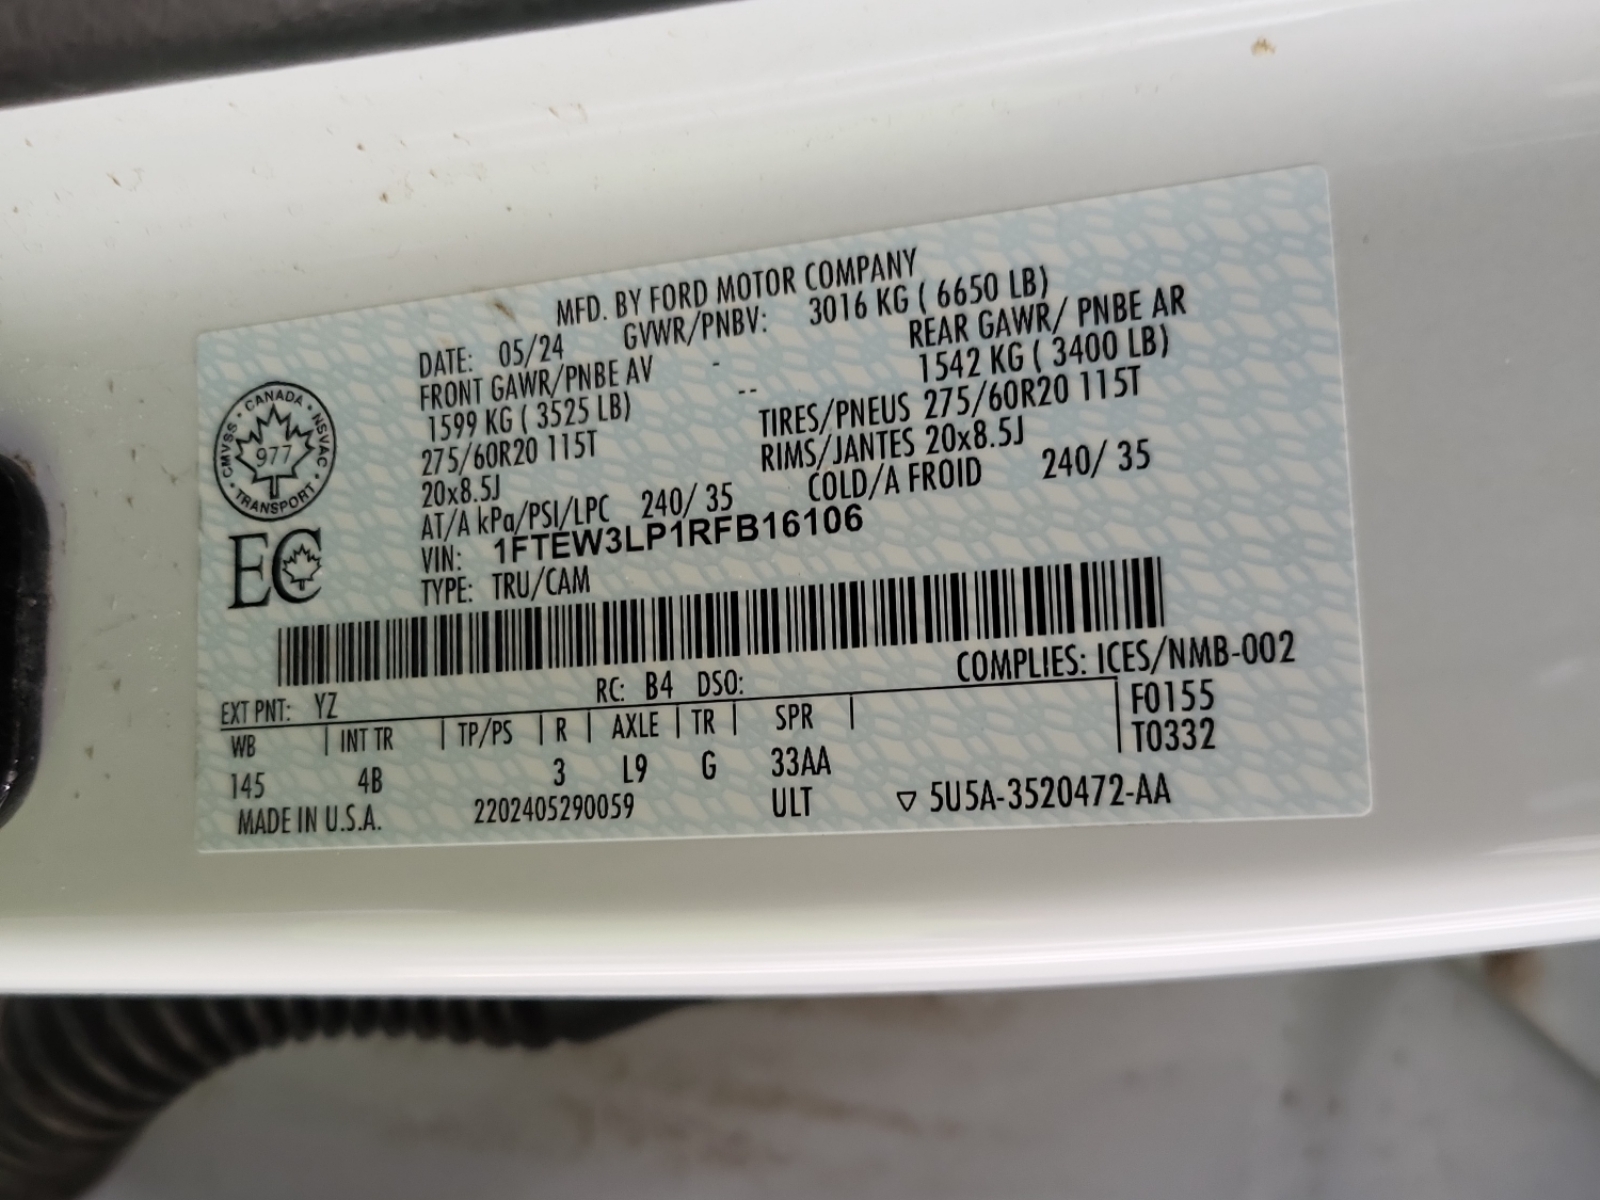 MFD. BY FORD MOTOR COMPANY
DATE: 05/24 GVWR/PNBV: 3016 KG ( 6650 LB)
FRONT GAWR/PNBE AV - REAR GAWR/ PNBE AR
1599 KG ( 3525 LB) -- 1542 KG ( 3400 LB)
275/60R20 115T TIRES/PNEUS 275/60R20 115T
20x8.5J RIMS/JANTES 20x8.5J
AT/A kPa/PSI/LPC 240/ 35 COLD/A FROID 240/ 35
VIN: 1FTEW3LP1RFB16106
TYPE: TRU/CAM
CANADA · NSVAC · TRANSPORT · CMVSS ·
977
EC
COMPLIES: ICES/NMB-002
EXT PNT: YZ RC: B4 DSO:
WB | INT TR | TP/PS | R | AXLE | TR | SPR | F0155
145 4B 3 L9 G 33AA T0332
MADE IN U.S.A. 2202405290059 ULT ▽ 5U5A-3520472-AA